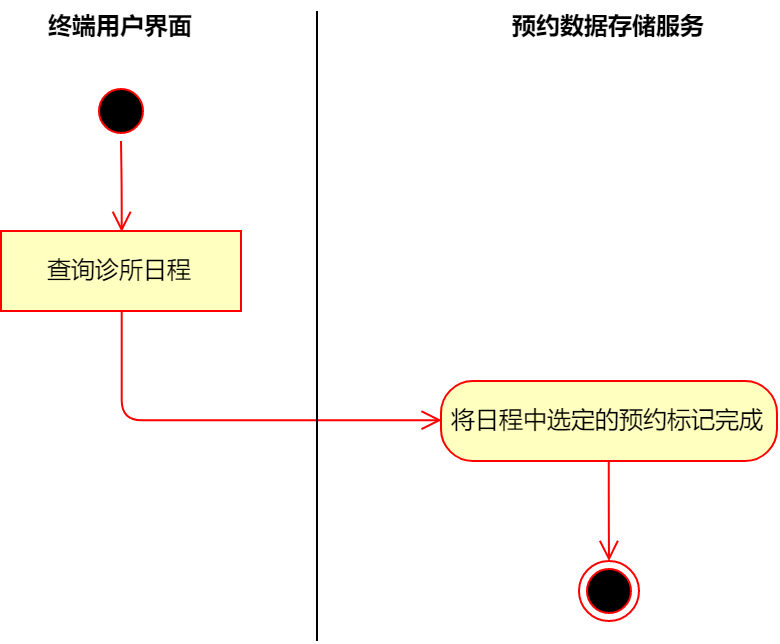 终端用户界面
预约数据存储服务
查询诊所日程
将日程中选定的预约标记完成